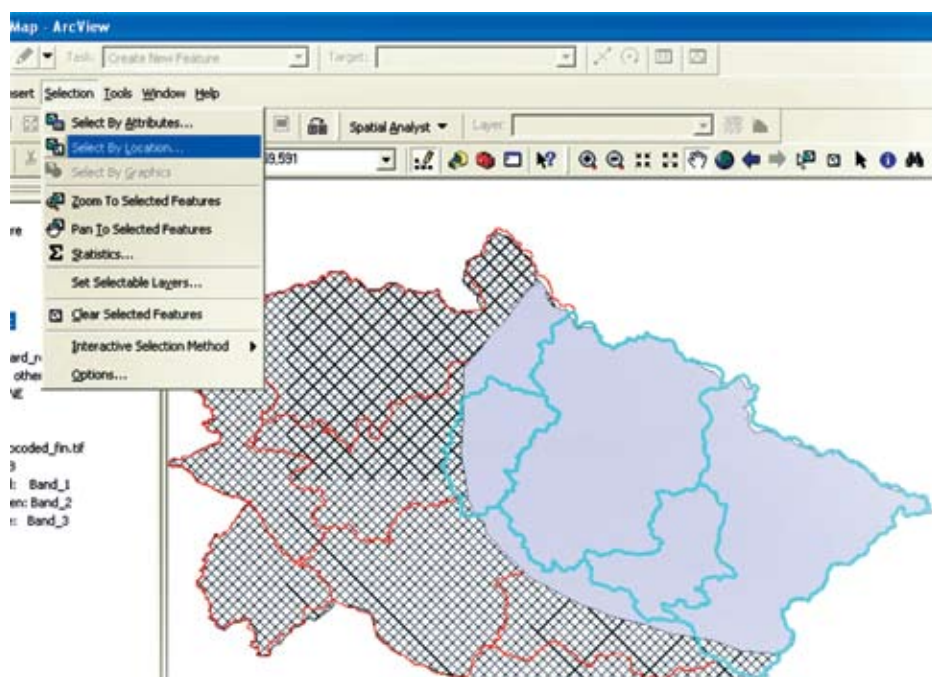 Map - ArcView
Task: Create New Feature Target:
sert Selection Tools Window Help
Select By Attributes...
Spatial Analyst Layer:
Select By Location...
9,591
Select By Graphics
Zoom To Selected Features
re
Pan To Selected Features
Statistics...
Set Selectable Layers...
Clear Selected Features
Interactive Selection Method
ard_r
othe
Options...
NE
ocoded_fin.tif
B
d: Band_1
en: Band_2
e: Band_3